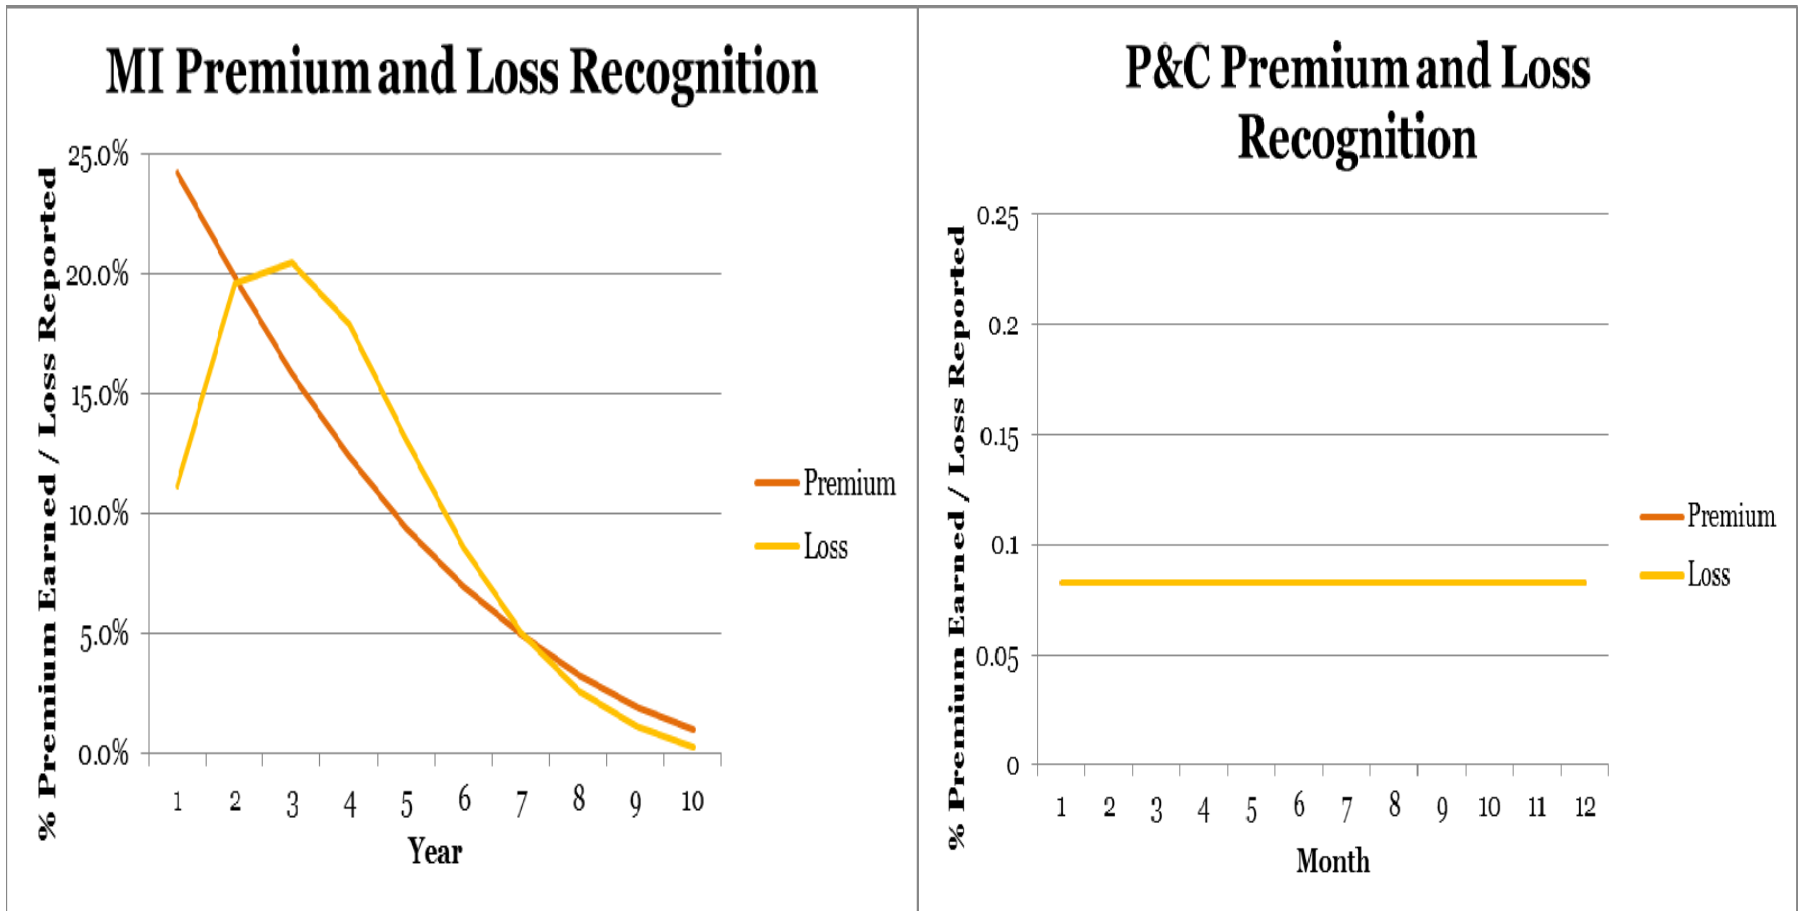 MI Premium and Loss Recognition
% Premium Earned / Loss Reported
25.0%
20.0%
15.0%
10.0%
5.0%
0.0%
1 2 3 4 5 6 7 8 9 10
Year
Premium
Loss
P&C Premium and Loss
Recognition
% Premium Earned / Loss Reported
0.25
0.2
0.15
0.1
0.05
0
1 2 3 4 5 6 7 8 9 10 11 12
Month
Premium
Loss